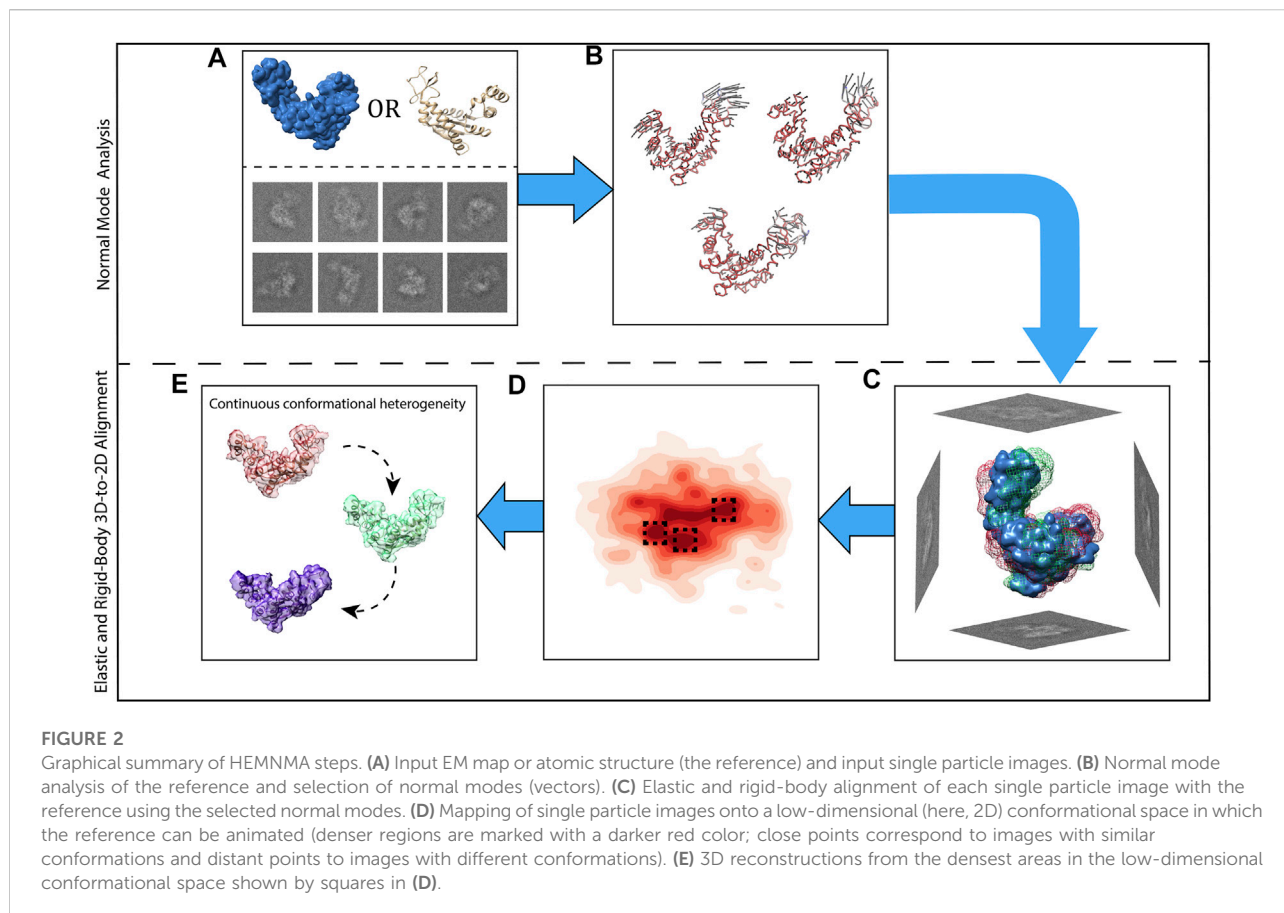 A
OR
B
Normal Mode Analysis
E
Continuous conformational heterogeneity
D
C
Elastic and Rigid-Body 3D-to-2D Alignment
FIGURE 2
Graphical summary of HEMNMA steps. (A) Input EM map or atomic structure (the reference) and input single particle images. (B) Normal mode
analysis of the reference and selection of normal modes (vectors). (C) Elastic and rigid-body alignment of each single particle image with the
reference using the selected normal modes. (D) Mapping of single particle images onto a low-dimensional (here, 2D) conformational space in which
the reference can be animated (denser regions are marked with a darker red color; close points correspond to images with similar
conformations and distant points to images with different conformations). (E) 3D reconstructions from the densest areas in the low-dimensional
conformational space shown by squares in (D).